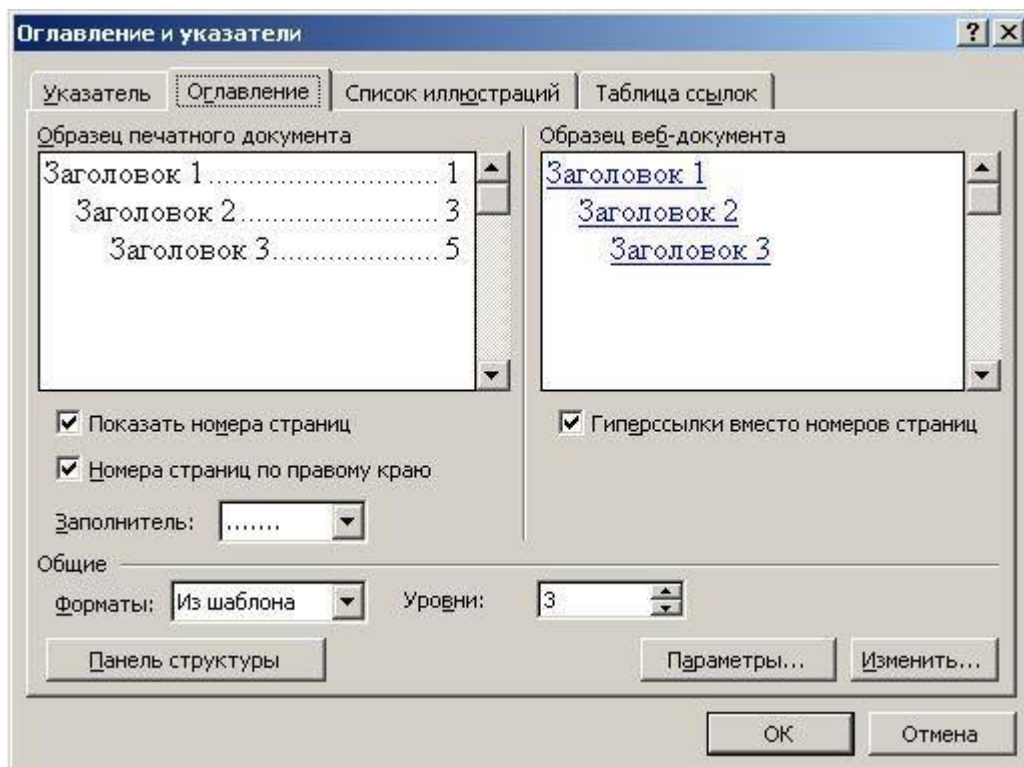 Оглавление и указатели
Указатель
Оглавление
Список иллюстраций
Таблица ссылок
Образец печатного документа
Заголовок 1................................ 1
Заголовок 2........................... 3
Заголовок 3....................... 5
Образец веб-документа
Заголовок 1
Заголовок 2
Заголовок 3
Показать номера страниц
Номера страниц по правому краю
Заполнитель: .......
Гиперссылки вместо номеров страниц
Общие
Форматы: Из шаблона
Уровни: 3
Панель структуры
Параметры...
Изменить...
ОК
Отмена